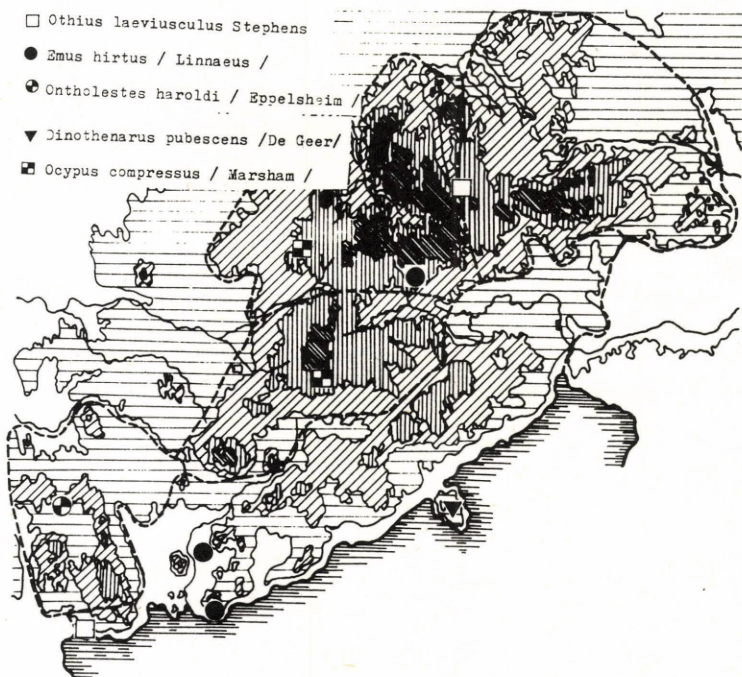 Othius laeviusculus Stephens
Emus hirtus / Linnaeus /
Ontholestes haroldi / Eppelsheim /
Dinothenarus pubescens /De Geer/
Ocypus compressus / Marsham /